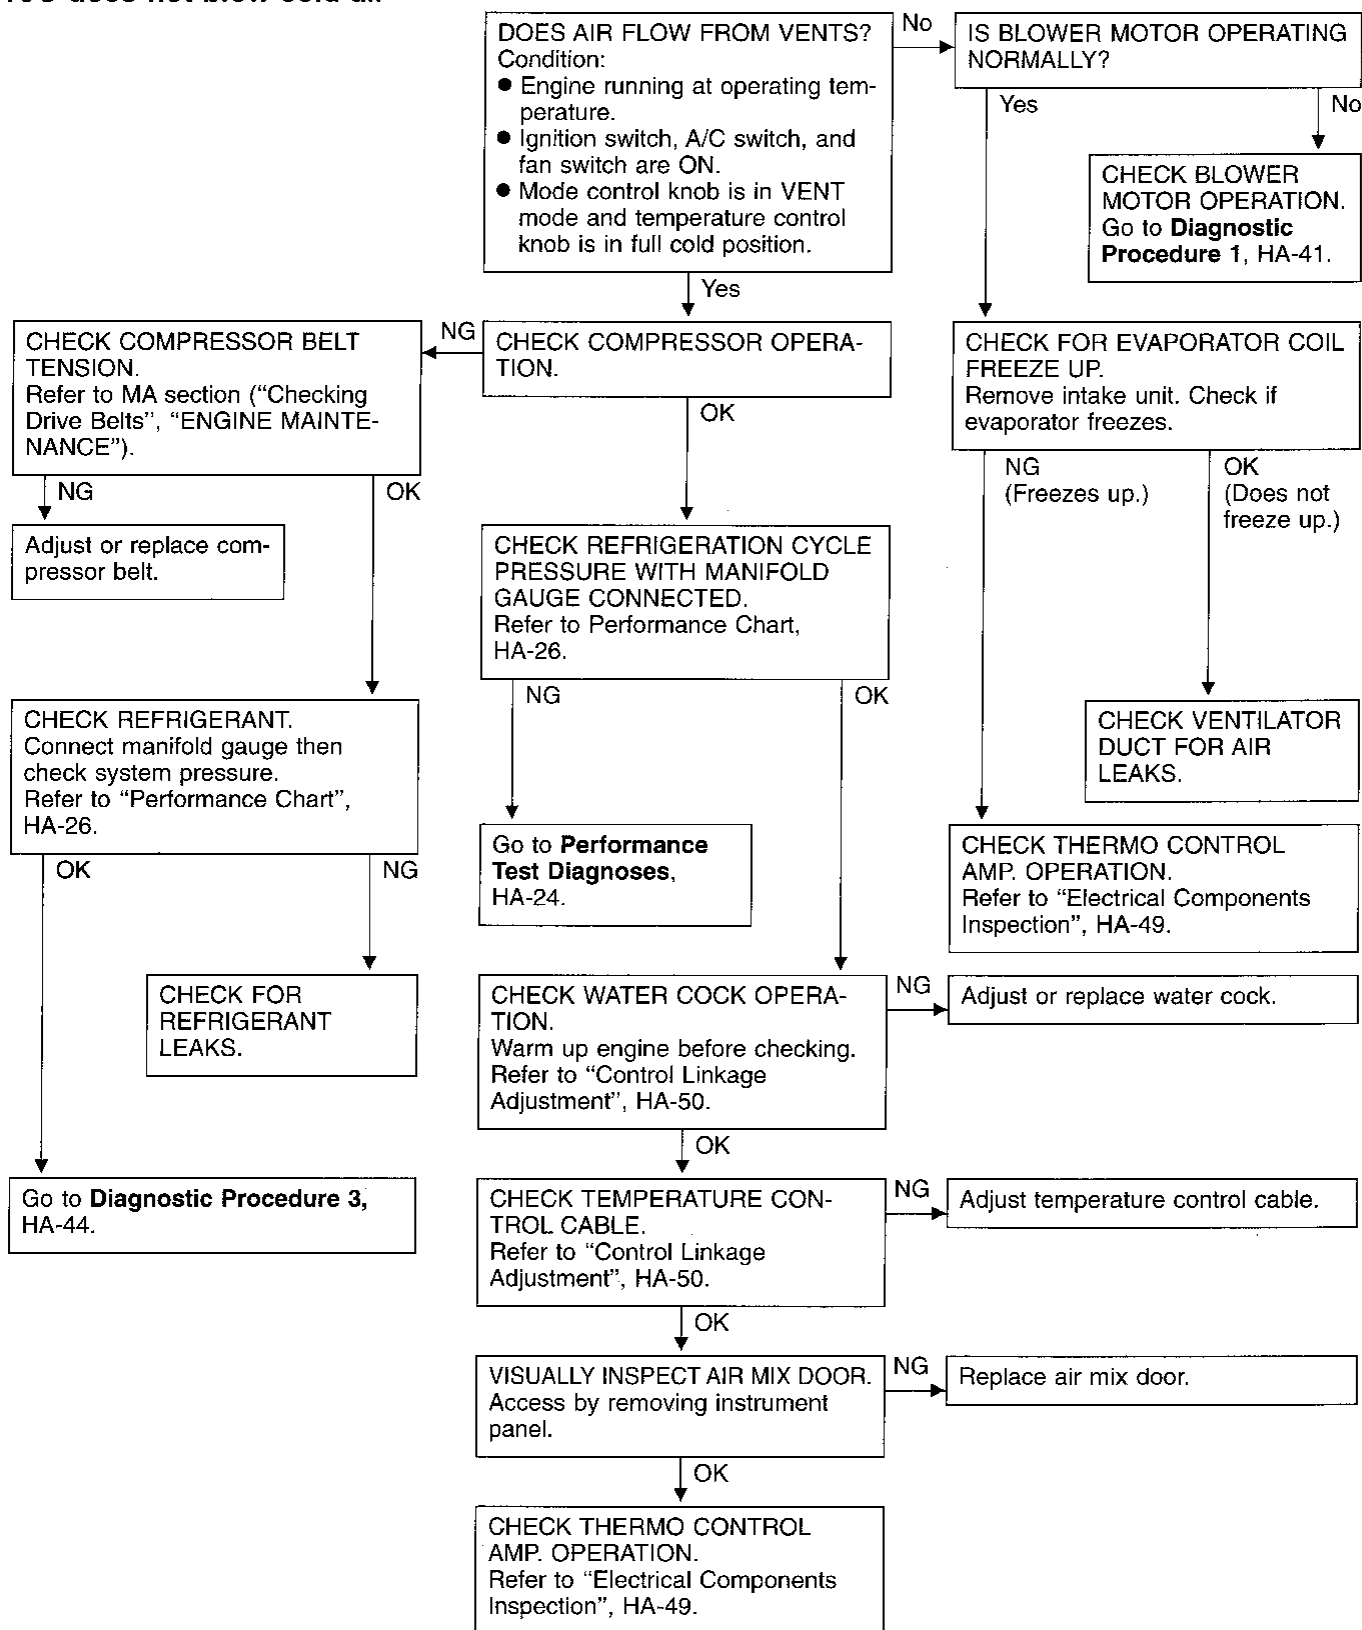 DOES AIR FLOW FROM VENTS?
Condition:
● Engine running at operating tem-
perature.
● Ignition switch, A/C switch, and
fan switch are ON.
● Mode control knob is in VENT
mode and temperature control
knob is in full cold position.
No
IS BLOWER MOTOR OPERATING
NORMALLY?
Yes
No
CHECK BLOWER
MOTOR OPERATION.
Go to Diagnostic
Procedure 1, HA-41.
Yes
CHECK COMPRESSOR BELT
TENSION.
Refer to MA section (“Checking
Drive Belts”, “ENGINE MAINTE-
NANCE”).
NG
CHECK COMPRESSOR OPERA-
TION.
CHECK FOR EVAPORATOR COIL
FREEZE UP.
Remove intake unit. Check if
evaporator freezes.
OK
NG
OK
NG
(Freezes up.)
OK
(Does not
freeze up.)
Adjust or replace com-
pressor belt.
CHECK REFRIGERATION CYCLE
PRESSURE WITH MANIFOLD
GAUGE CONNECTED.
Refer to Performance Chart,
HA-26.
NG
OK
CHECK REFRIGERANT.
Connect manifold gauge then
check system pressure.
Refer to “Performance Chart”,
HA-26.
CHECK VENTILATOR
DUCT FOR AIR
LEAKS.
OK
NG
Go to Performance
Test Diagnoses,
HA-24.
CHECK THERMO CONTROL
AMP. OPERATION.
Refer to “Electrical Components
Inspection”, HA-49.
CHECK FOR
REFRIGERANT
LEAKS.
CHECK WATER COCK OPERA-
TION.
Warm up engine before checking.
Refer to “Control Linkage
Adjustment”, HA-50.
NG
Adjust or replace water cock.
OK
Go to Diagnostic Procedure 3,
HA-44.
CHECK TEMPERATURE CON-
TROL CABLE.
Refer to “Control Linkage
Adjustment”, HA-50.
NG
Adjust temperature control cable.
OK
VISUALLY INSPECT AIR MIX DOOR.
Access by removing instrument
panel.
NG
Replace air mix door.
OK
CHECK THERMO CONTROL
AMP. OPERATION.
Refer to “Electrical Components
Inspection”, HA-49.